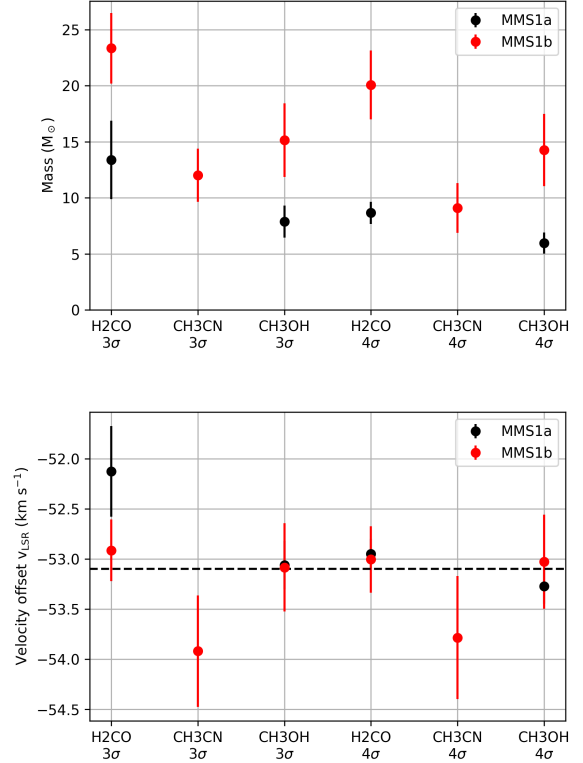 MMS1a
MMS1b
25
20
15
10
5
0
Mass (M⊙)
H2CO CH3CN CH3OH H2CO CH3CN CH3OH
3σ 3σ 3σ 4σ 4σ 4σ
MMS1a
MMS1b
−52.0
−52.5
−53.0
−53.5
−54.0
−54.5
Velocity offset vLSR (km s−1)
H2CO CH3CN CH3OH H2CO CH3CN CH3OH
3σ 3σ 3σ 4σ 4σ 4σ